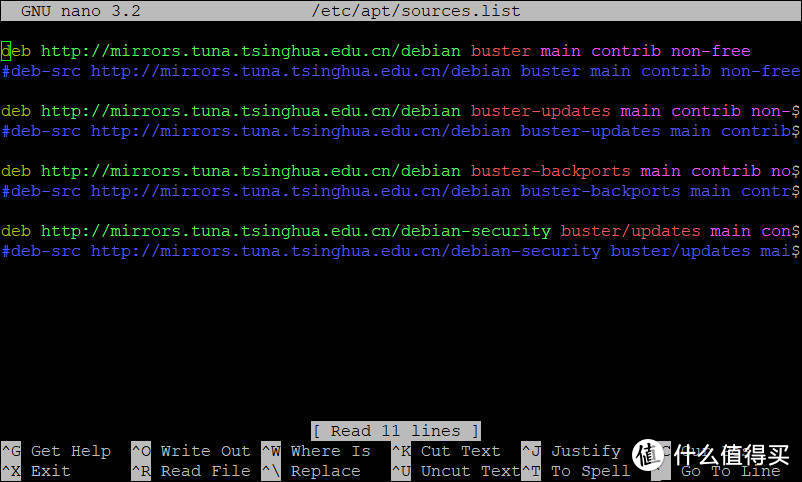 GNU nano 3.2 /etc/apt/sources.list
deb http://mirrors.tuna.tsinghua.edu.cn/debian buster main contrib non-free
#deb-src http://mirrors.tuna.tsinghua.edu.cn/debian buster main contrib non-free
deb http://mirrors.tuna.tsinghua.edu.cn/debian buster-updates main contrib non-$
#deb-src http://mirrors.tuna.tsinghua.edu.cn/debian buster-updates main contrib$
deb http://mirrors.tuna.tsinghua.edu.cn/debian buster-backports main contrib no$
#deb-src http://mirrors.tuna.tsinghua.edu.cn/debian buster-backports main contr$
deb http://mirrors.tuna.tsinghua.edu.cn/debian-security buster/updates main con$
#deb-src http://mirrors.tuna.tsinghua.edu.cn/debian-security buster/updates mai$
[ Read 11 lines ]
^G Get Help ^O Write Out ^W Where Is ^K Cut Text ^J Justify
^X Exit ^R Read File ^\ Replace ^U Uncut Text ^T To Spell Go To Line
值 什么值得买